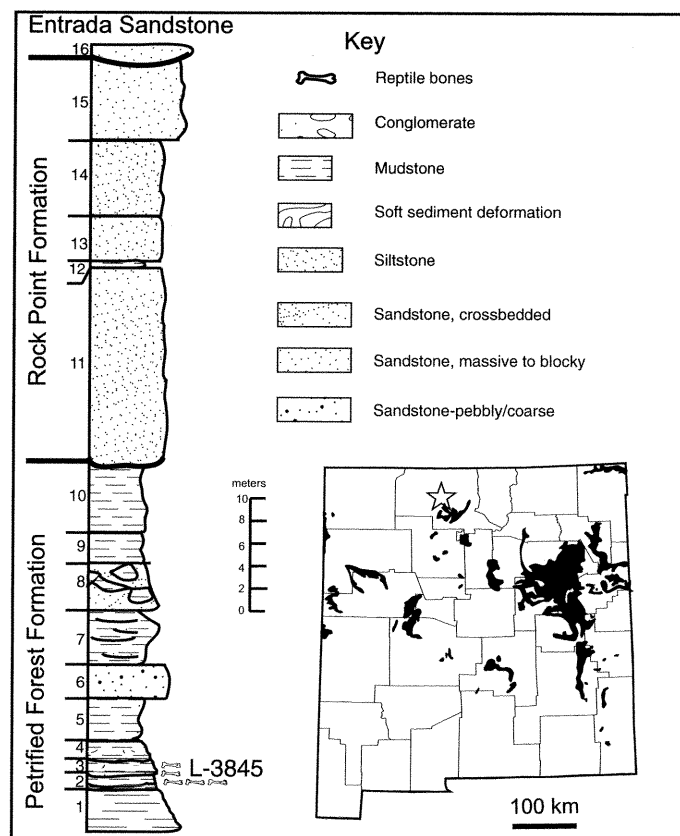 Entrada Sandstone
16
15
14
13
12
11
10
9
8
7
6
5
4
3
2
1
Rock Point Formation
Petrified Forest Formation
L-3845
Key
Reptile bones
Conglomerate
Mudstone
Soft sediment deformation
Siltstone
Sandstone, crossbedded
Sandstone, massive to blocky
Sandstone-pebbly/coarse
meters
10
8
6
4
2
0
100 km